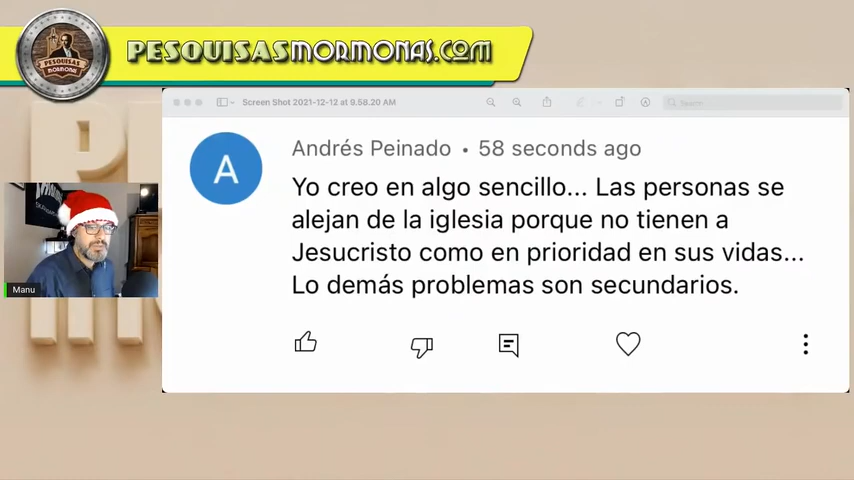 PESQUISAS
MORMONAS
PESQUISASMORMONAS.COM
Screen Shot 2021-12-12 at 9.58.20 AM
Search
A
Andrés Peinado • 58 seconds ago
Yo creo en algo sencillo... Las personas se
alejan de la iglesia porque no tienen a
Jesucristo como en prioridad en sus vidas...
Lo demás problemas son secundarios.
Manu